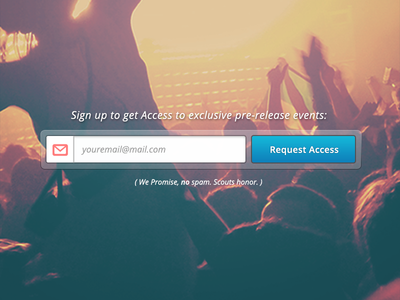 Sign up to get Access to exclusive pre-release events:
youremail@mail.com
Request Access
( We Promise, no spam. Scouts honor. )